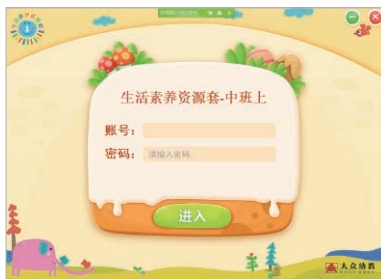 生活素养资源套-中班上
账号：
密码：
请输入密码
进入
大众幼教